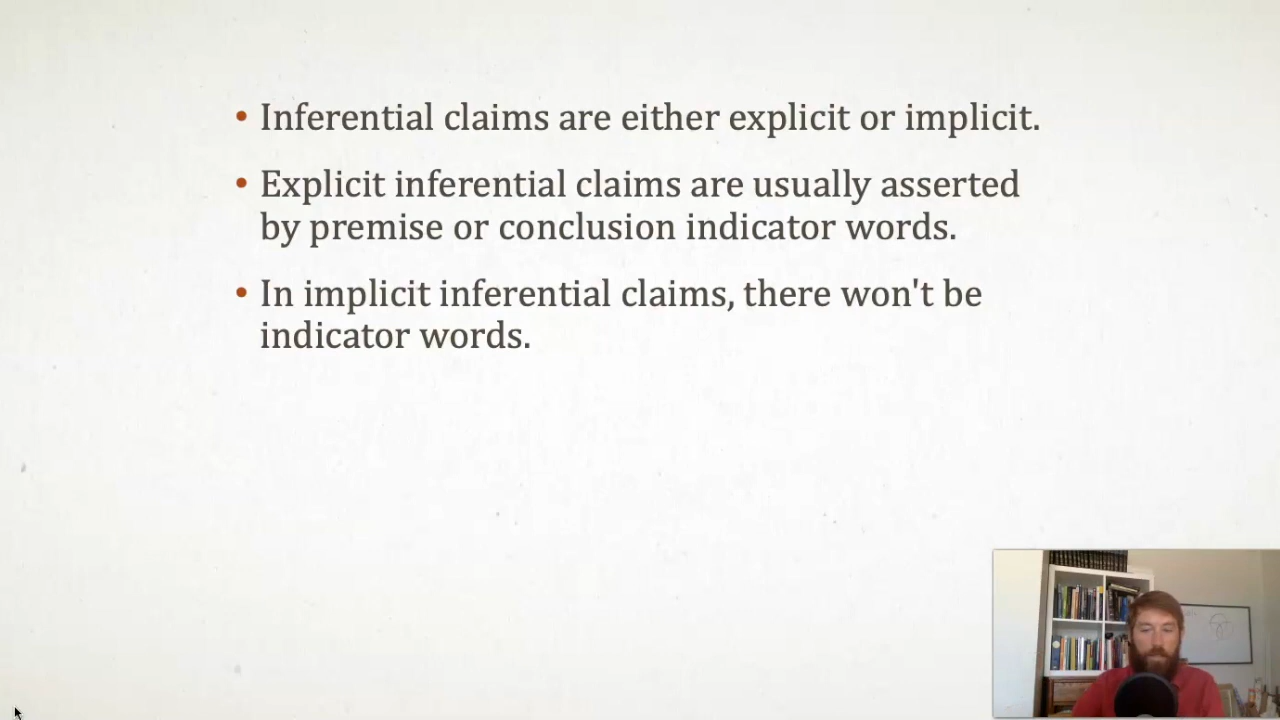 • Inferential claims are either explicit or implicit.
• Explicit inferential claims are usually asserted
by premise or conclusion indicator words.
• In implicit inferential claims, there won't be
indicator words.